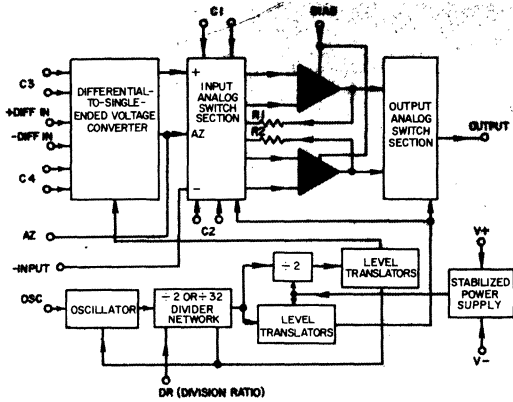 C1
BIAS
C3
+DIFF IN
-DIFF IN
C4
DIFFERENTIAL-
TO-SINGLE-
ENDED VOLTAGE
CONVERTER
+
AZ
-
INPUT
ANALOG
SWITCH
SECTION
R1
R2
OUTPUT
ANALOG
SWITCH
SECTION
OUTPUT
C2
AZ
-INPUT
OSC
OSCILLATOR
÷2 OR ÷32
DIVIDER
NETWORK
÷2
LEVEL
TRANSLATORS
LEVEL
TRANSLATORS
V+
STABILIZED
POWER
SUPPLY
V-
DR (DIVISION RATIO)